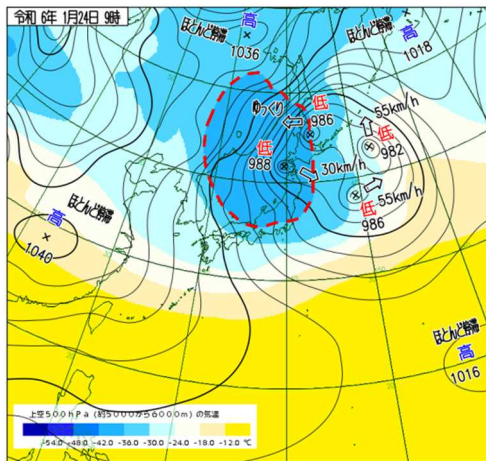 令和 6年 1月24日 9時
高
ほとんど停滞
1036
ほとんど停滞
高
1018
ゆっくり
低
986
55km/h
低
982
低
988
30km/h
55km/h
低
986
ほとんど停滞
高
1040
ほとんど停滞
高
1016
上空500hPa (約5000から6000m) の気温
-54.0 -48.0 -42.0 -36.0 -30.0 -24.0 -18.0 -12.0 ℃